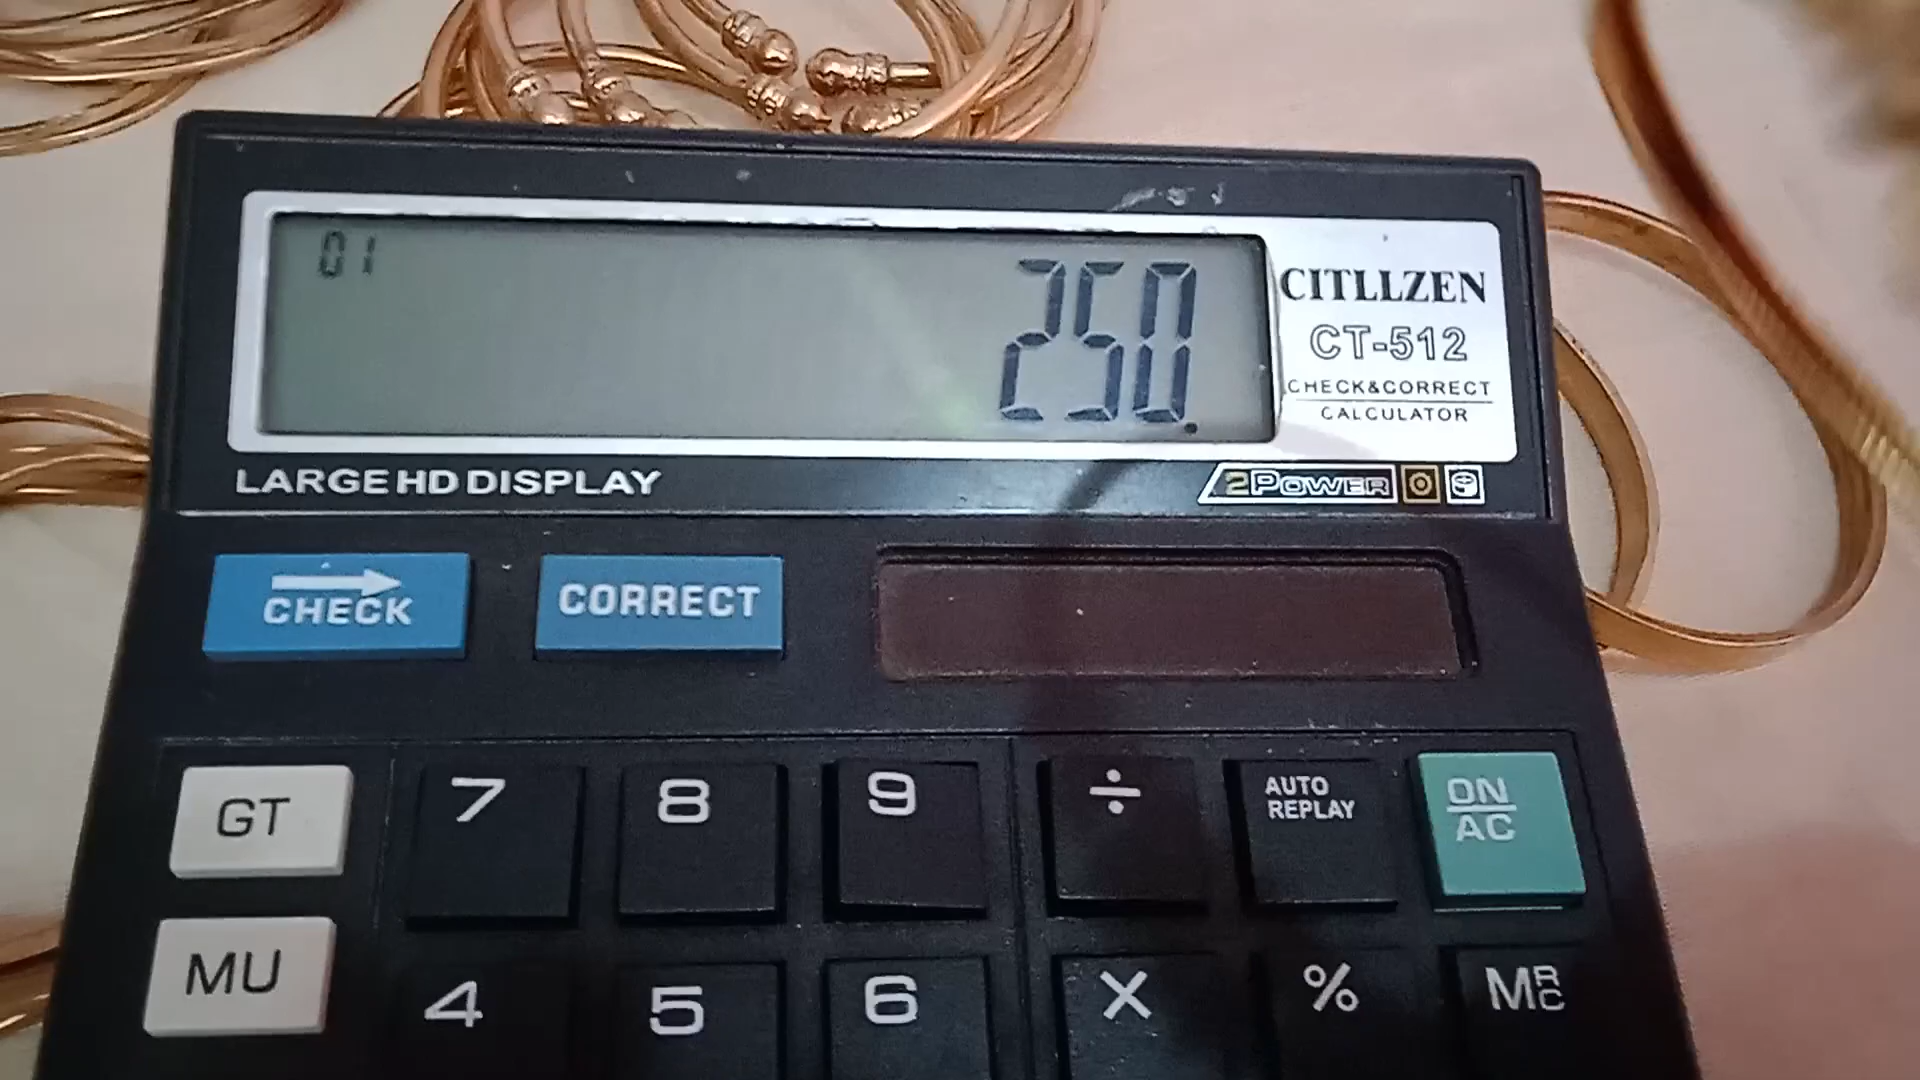 01
250.
CITLLZEN
CT-512
CHECK&CORRECT
CALCULATOR
LARGE HD DISPLAY
2POWER
CHECK
CORRECT
GT
7
8
9
÷
AUTO
REPLAY
ON
AC
MU
4
5
6
X
%
MRC